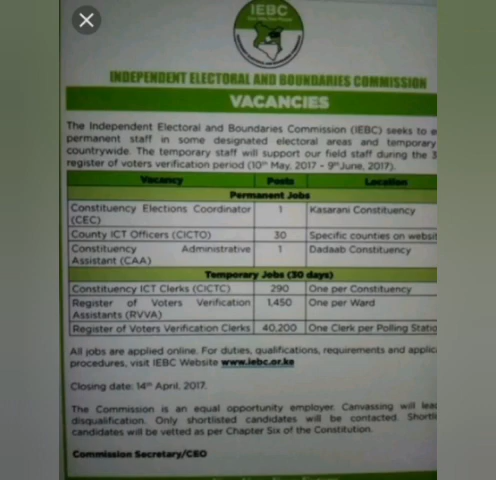 IEBC
INDEPENDENT ELECTORAL AND BOUNDARIES COMMISSION
VACANCIES
The Independent Electoral and Boundaries Commission (IEBC) seeks to e
permanent staff in some designated electoral areas and temporary
countrywide. The temporary staff will support our field staff during the 3
register of voters verification period (10th May, 2017 - 9th June, 2017).
Vacancy Posts Location
Permanent Jobs
Constituency Elections Coordinator (CEC) 1 Kasarani Constituency
County ICT Officers (CICTO) 30 Specific counties on websit
Constituency Administrative Assistant (CAA) 1 Dadaab Constituency
Temporary Jobs (30 days)
Constituency ICT Clerks (CICTC) 290 One per Constituency
Register of Voters Verification Assistants (RVVA) 1,450 One per Ward
Register of Voters Verification Clerks 40,200 One Clerk per Polling Statio
All jobs are applied online. For duties, qualifications, requirements and applica
procedures, visit IEBC Website www.iebc.or.ke
Closing date: 14th April, 2017.
The Commission is an equal opportunity employer. Canvassing will lead
disqualification. Only shortlisted candidates will be contacted. Shortli
candidates will be vetted as per Chapter Six of the Constitution.
Commission Secretary/CEO